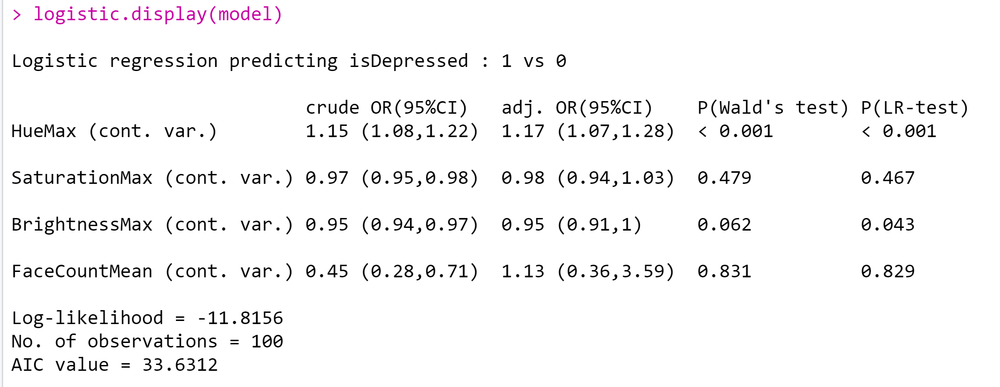 > logistic.display(model)
Logistic regression predicting isDepressed : 1 vs 0
crude OR(95%CI) adj. OR(95%CI) P(Wald's test) P(LR-test)
HueMax (cont. var.) 1.15 (1.08,1.22) 1.17 (1.07,1.28) < 0.001 < 0.001
SaturationMax (cont. var.) 0.97 (0.95,0.98) 0.98 (0.94,1.03) 0.479 0.467
BrightnessMax (cont. var.) 0.95 (0.94,0.97) 0.95 (0.91,1) 0.062 0.043
FaceCountMean (cont. var.) 0.45 (0.28,0.71) 1.13 (0.36,3.59) 0.831 0.829
Log-likelihood = -11.8156
No. of observations = 100
AIC value = 33.6312